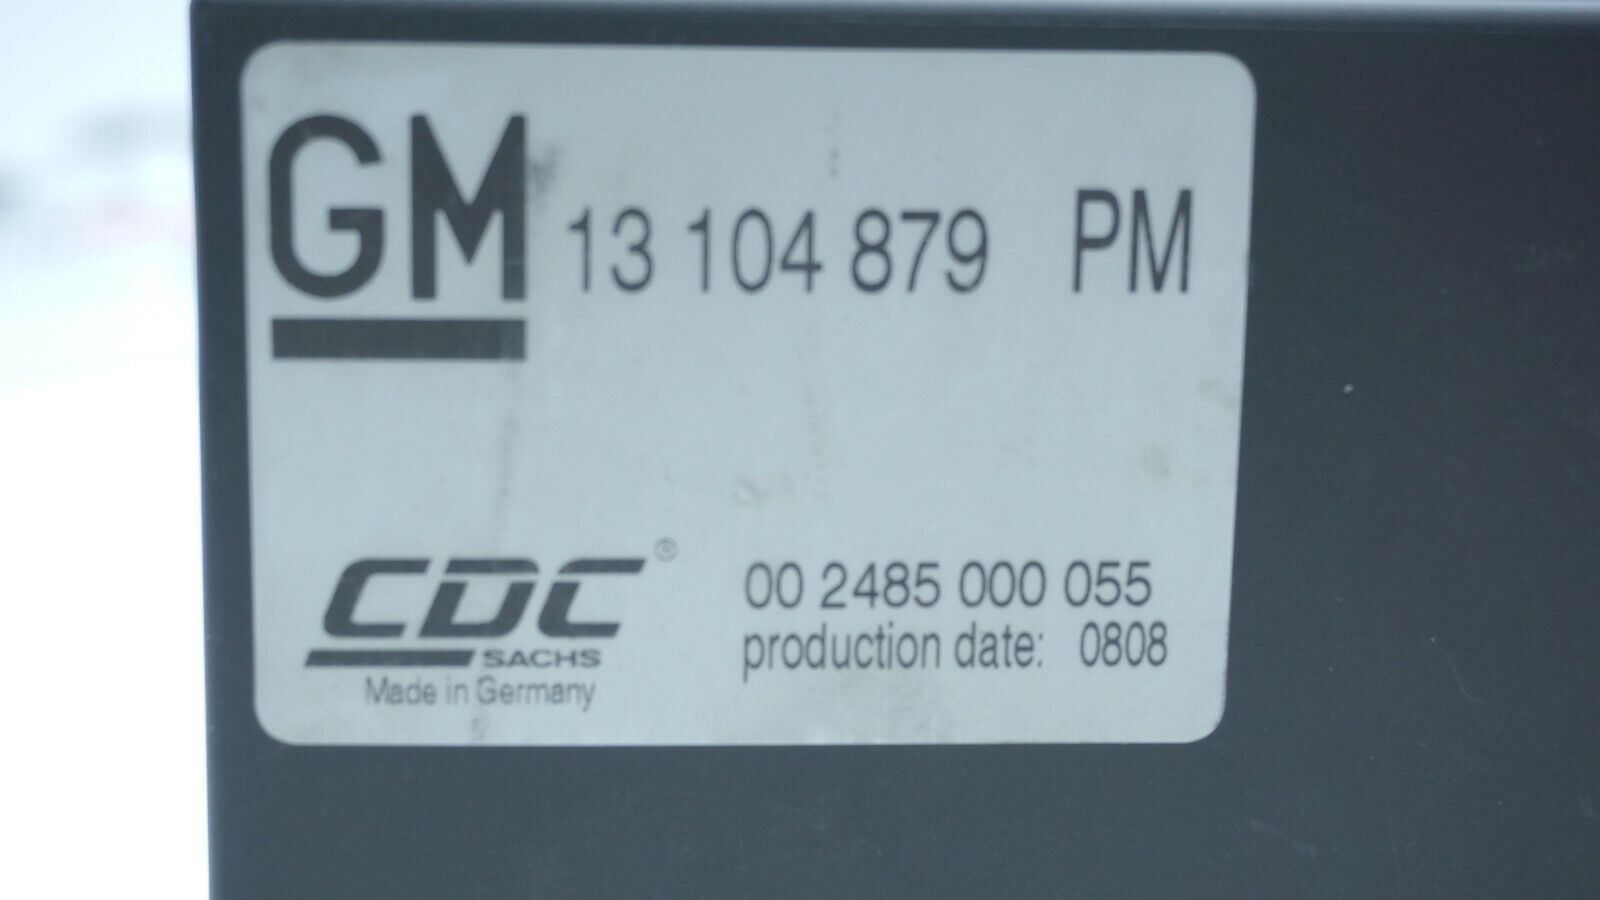 GM 13 104 879 PM
CDC® 00 2485 000 055
SACHS production date: 0808
Made in Germany